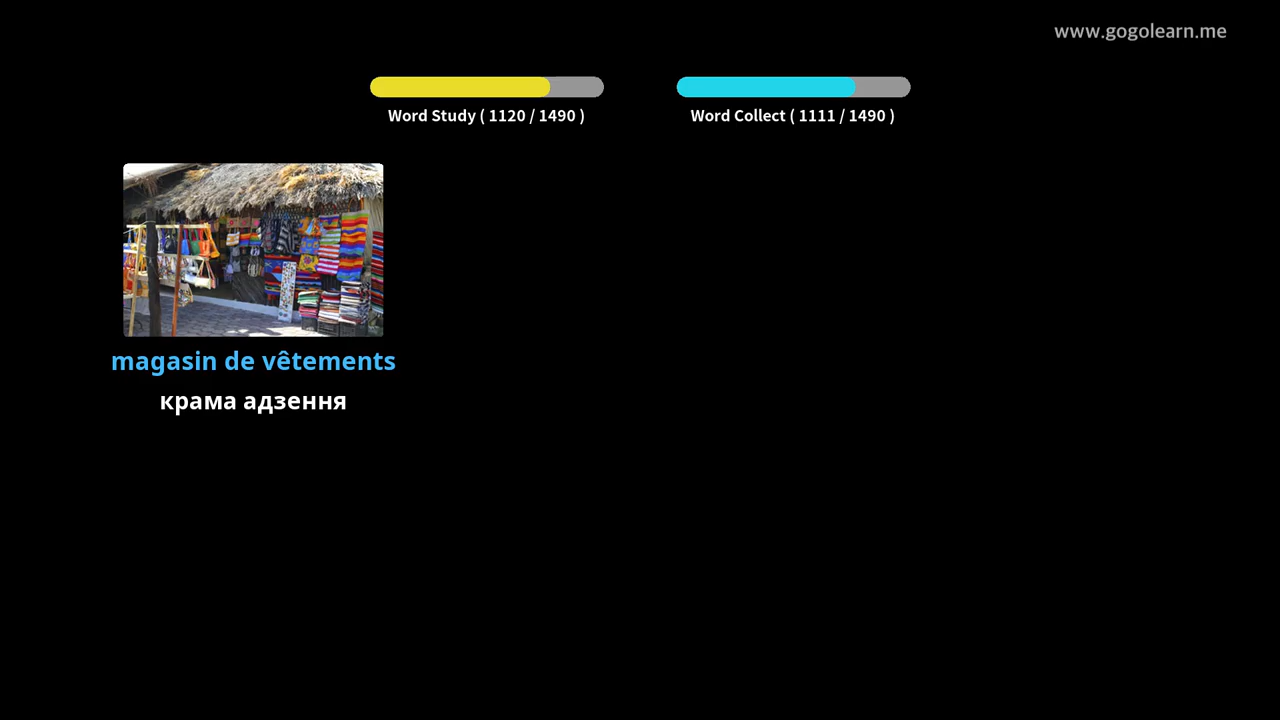 www.gogolearn.me
Word Study ( 1120 / 1490 )
Word Collect ( 1111 / 1490 )
magasin de vêtements
крама адзення